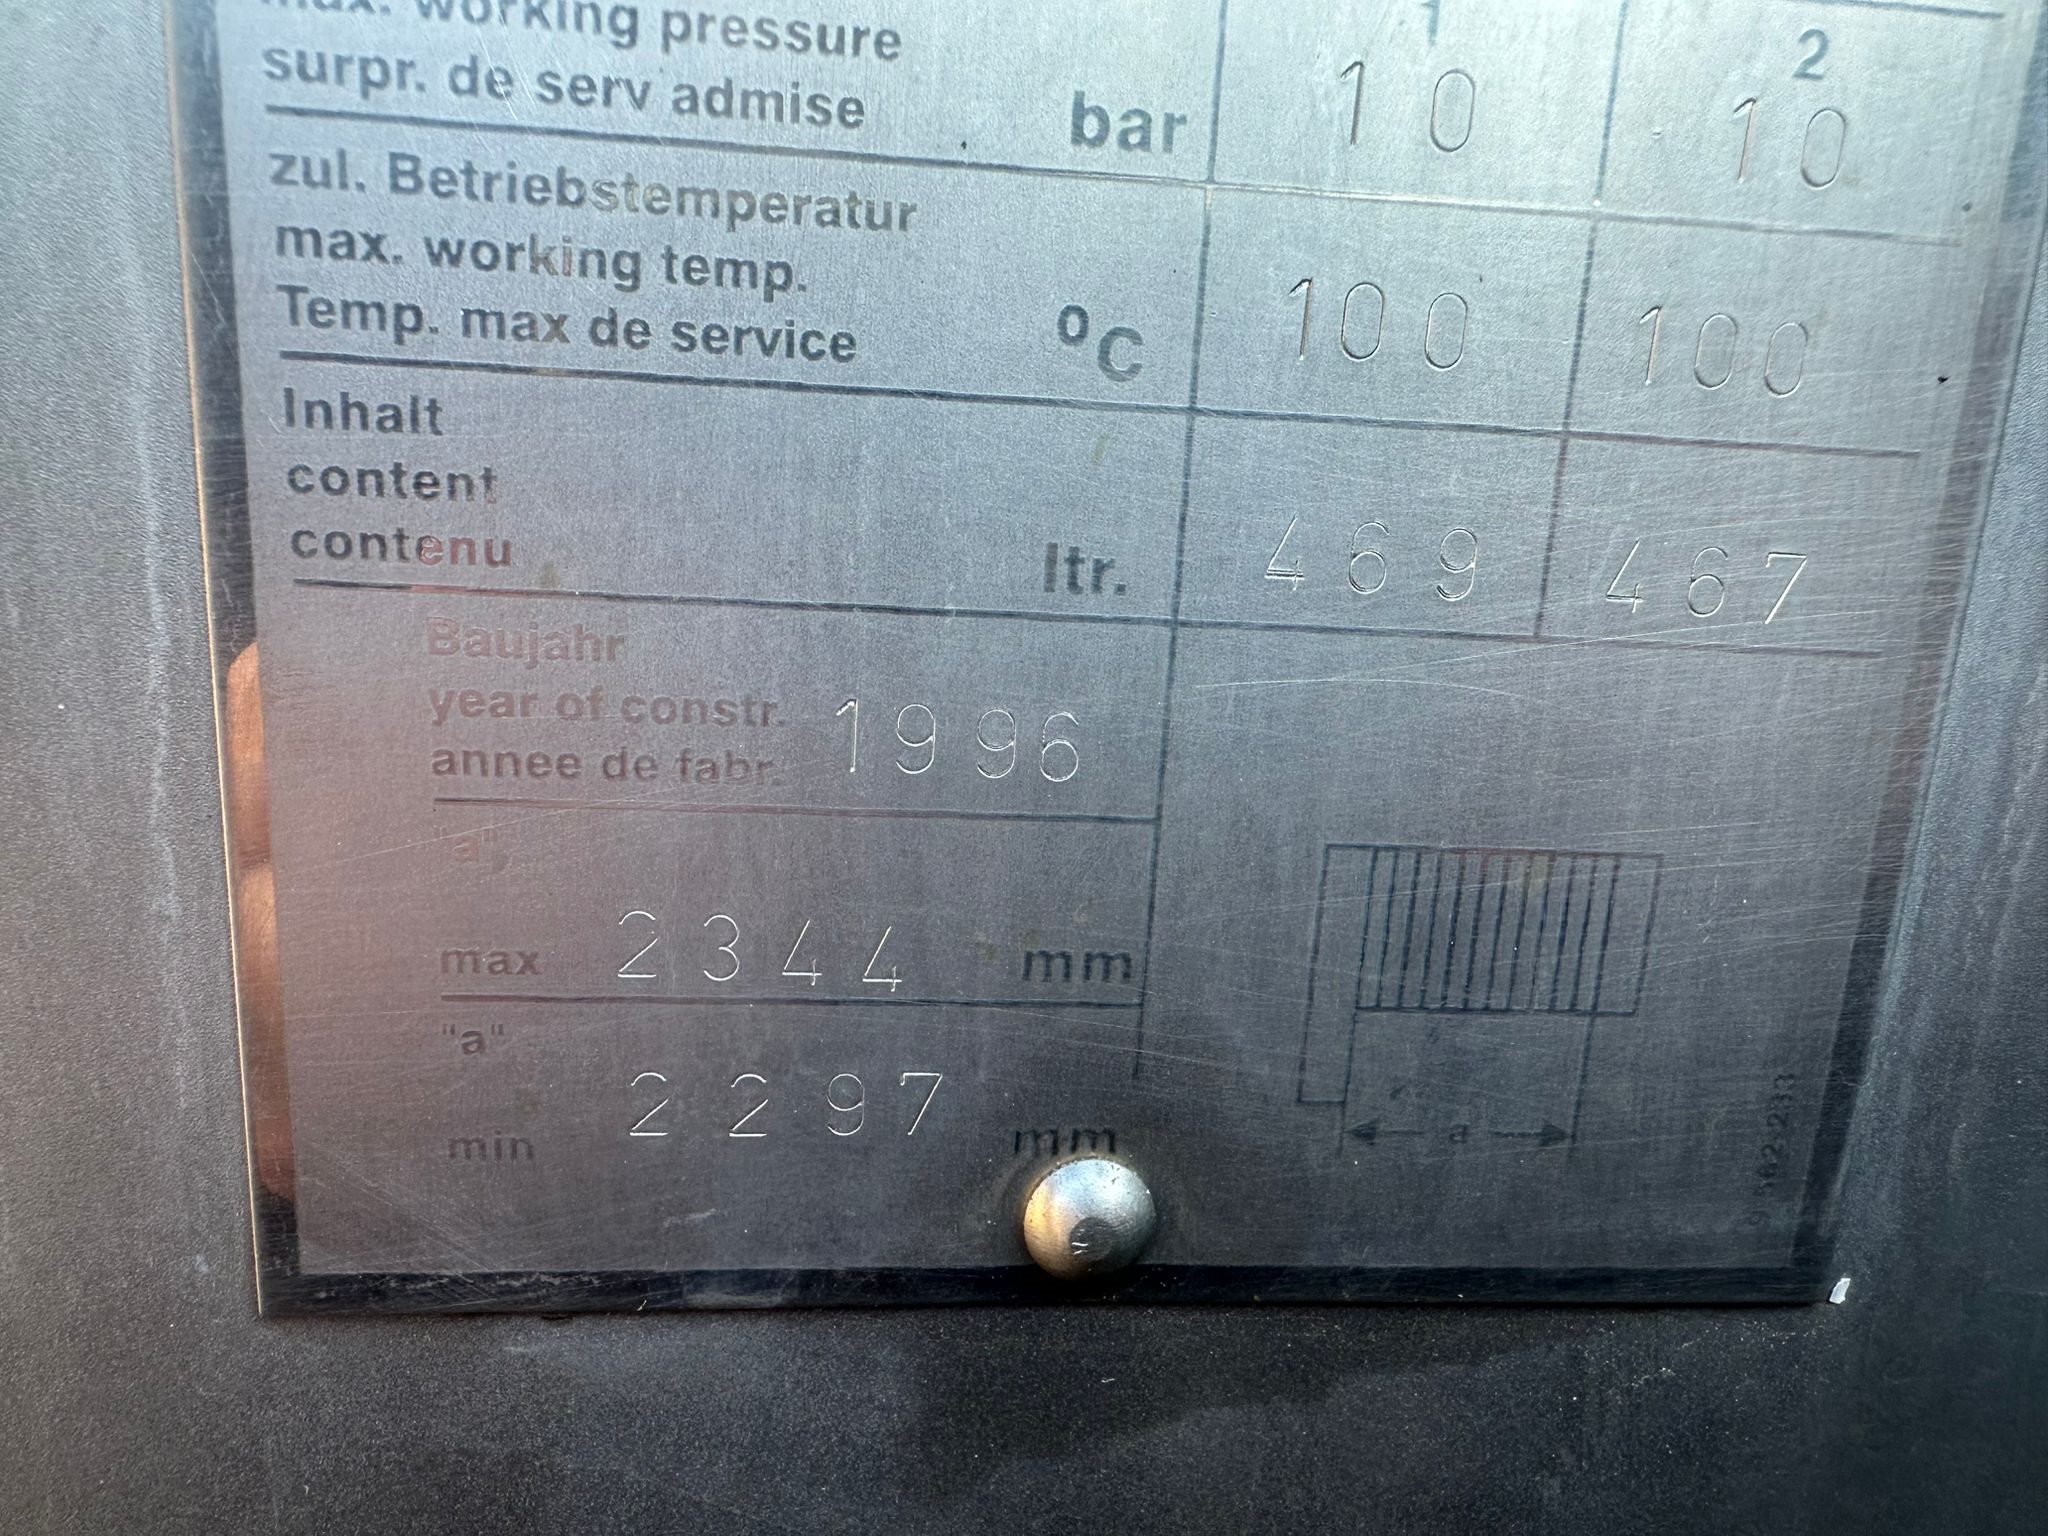 max. working pressure
surpr. de serv admise bar 10 10
1 2
zul. Betriebstemperatur
max. working temp.
Temp. max de service °C 100 100
Inhalt
content
contenu ltr. 469 467
Baujahr
year of constr. 1996
annee de fabr.
"a"
max 2344 mm
"a"
min 2297 mm
a